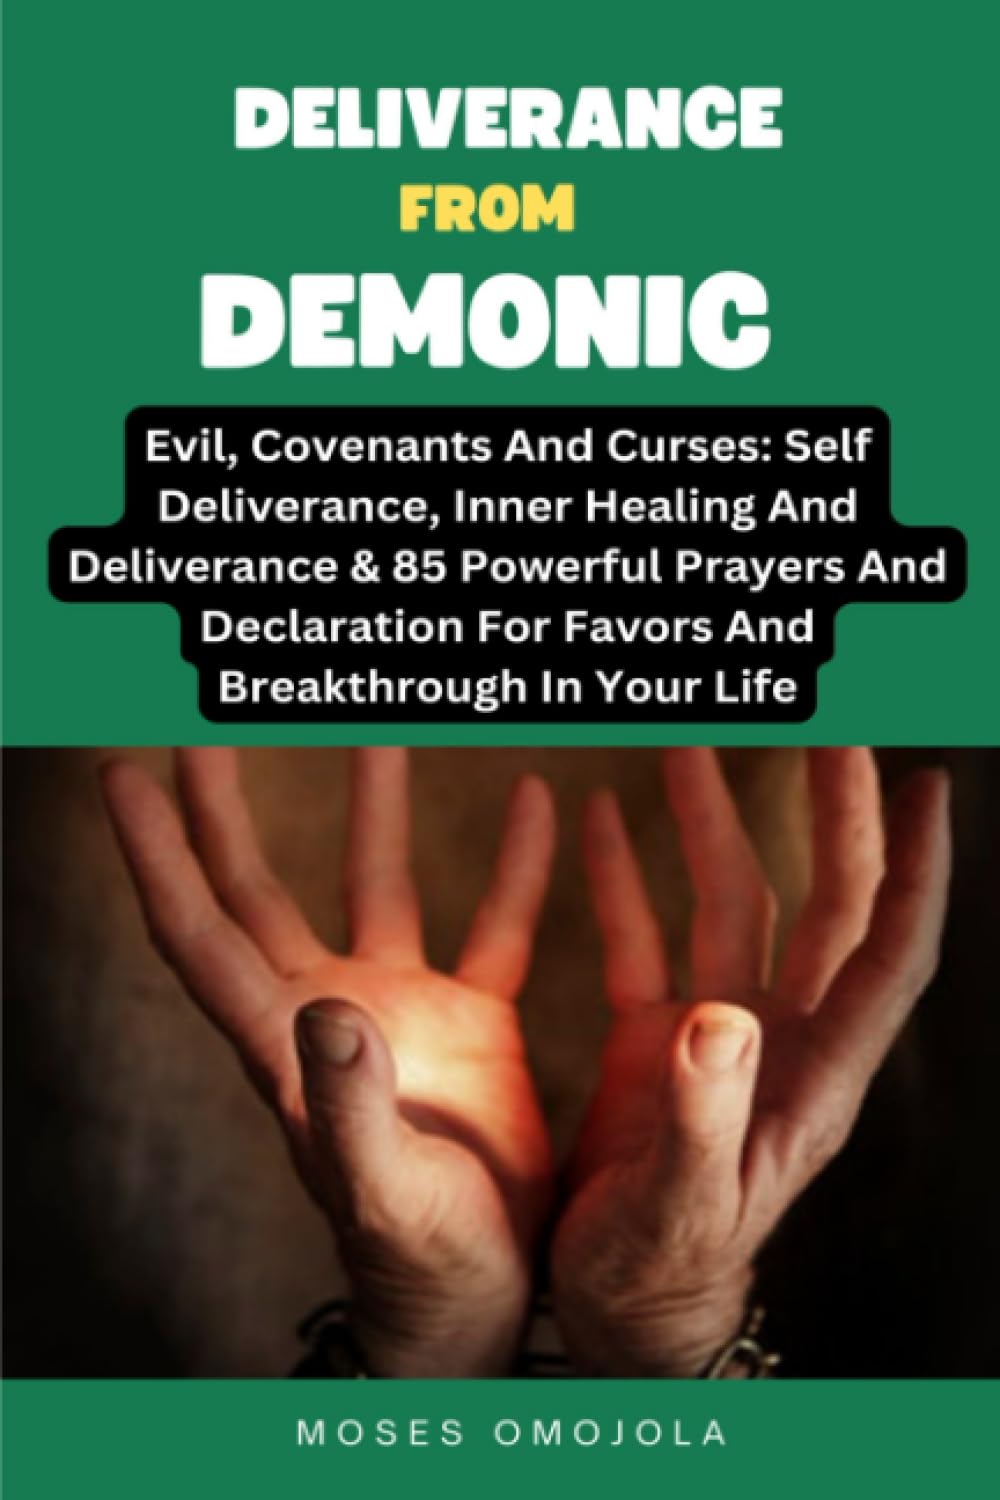 DELIVERANCE
FROM
DEMONIC
Evil, Covenants And Curses: Self
Deliverance, Inner Healing And
Deliverance & 85 Powerful Prayers And
Declaration For Favors And
Breakthrough In Your Life
MOSES OMOJOLA